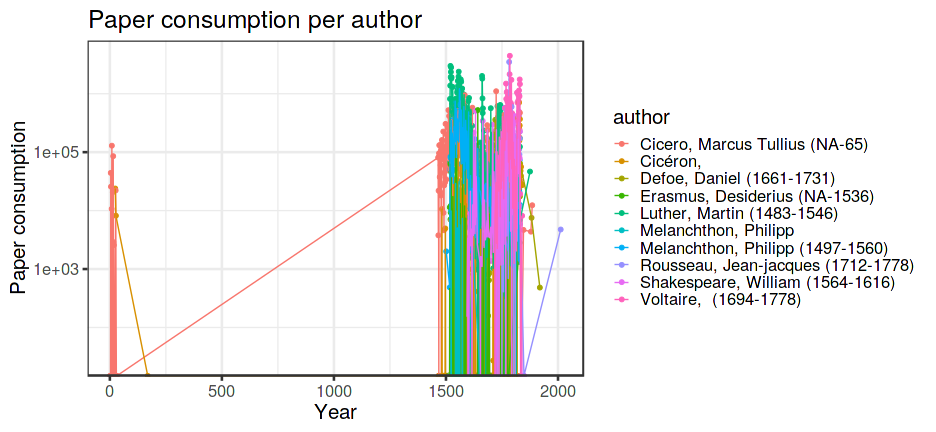 Paper consumption per author
Paper consumption
1e+05
1e+03
0
500
1000
1500
2000
Year
author
Cicero, Marcus Tullius (NA-65)
Cicéron,
Defoe, Daniel (1661-1731)
Erasmus, Desiderius (NA-1536)
Luther, Martin (1483-1546)
Melanchthon, Philipp
Melanchthon, Philipp (1497-1560)
Rousseau, Jean-jacques (1712-1778)
Shakespeare, William (1564-1616)
Voltaire,  (1694-1778)